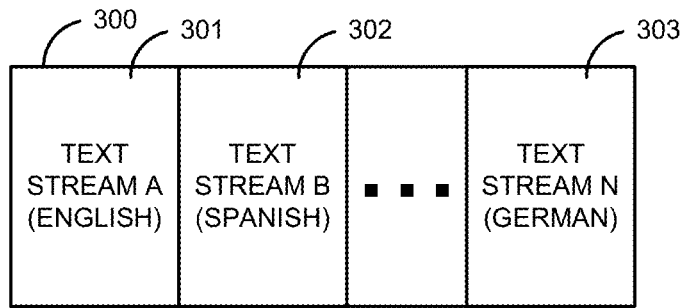 300
301
302
303
TEXT
STREAM A
(ENGLISH)
TEXT
STREAM B
(SPANISH)
TEXT
STREAM N
(GERMAN)